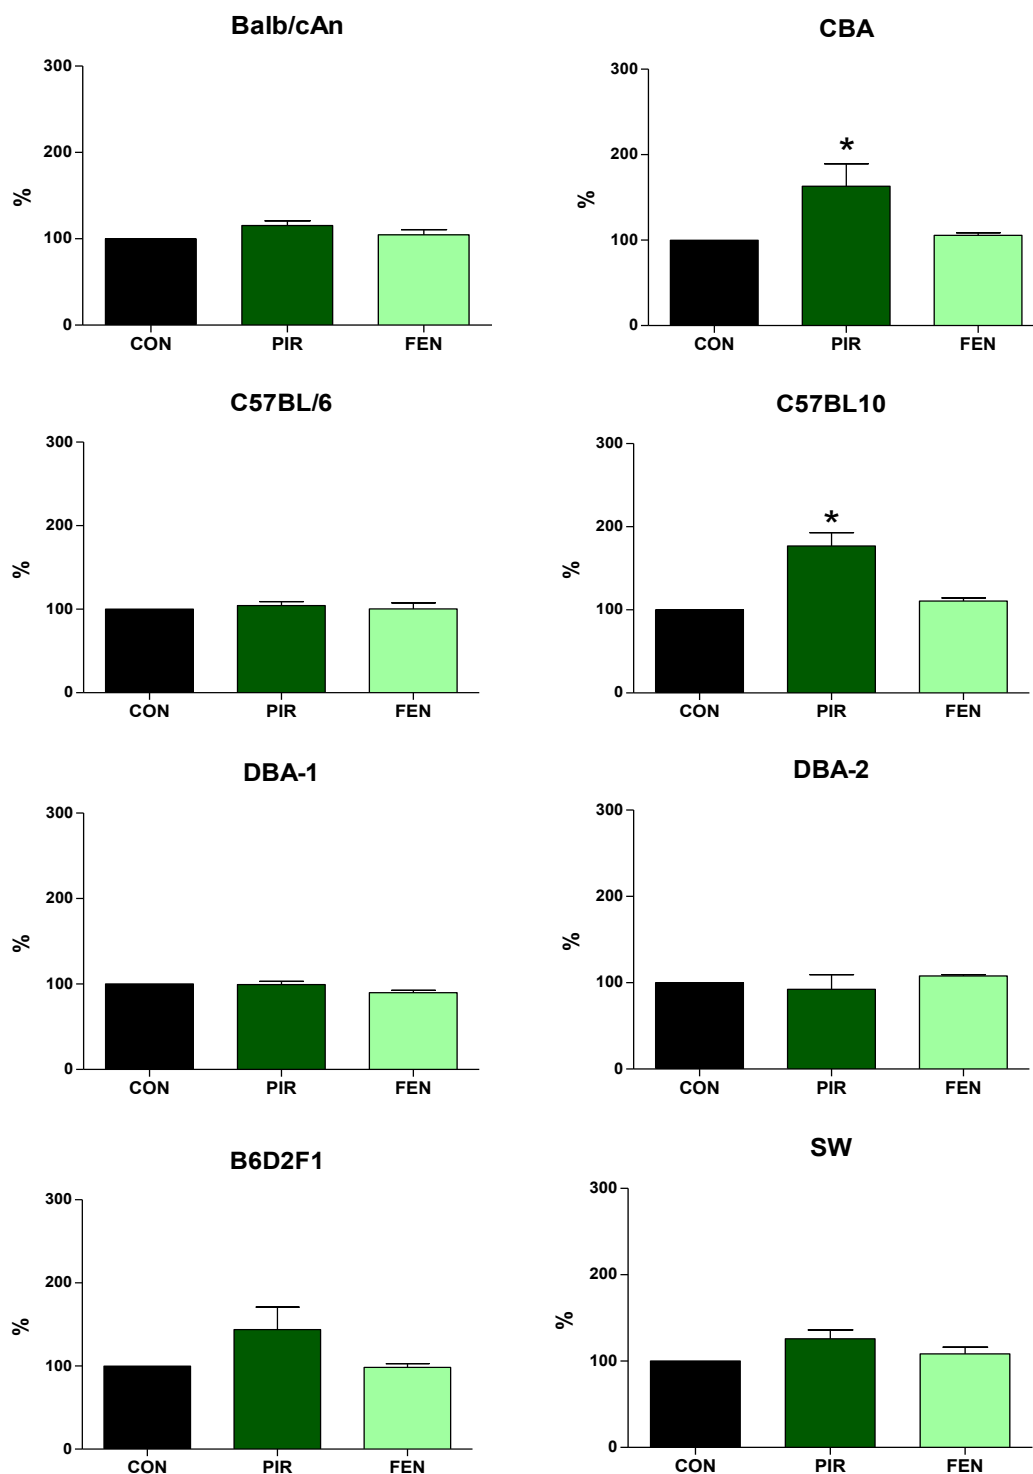 Balb/cAn
300
200
100
0
%
CON PIR FEN
CBA
300
200
100
0
%
*
CON PIR FEN
C57BL/6
300
200
100
0
%
CON PIR FEN
C57BL10
300
200
100
0
%
*
CON PIR FEN
DBA-1
300
200
100
0
%
CON PIR FEN
DBA-2
300
200
100
0
%
CON PIR FEN
B6D2F1
300
200
100
0
%
CON PIR FEN
SW
300
200
100
0
%
CON PIR FEN